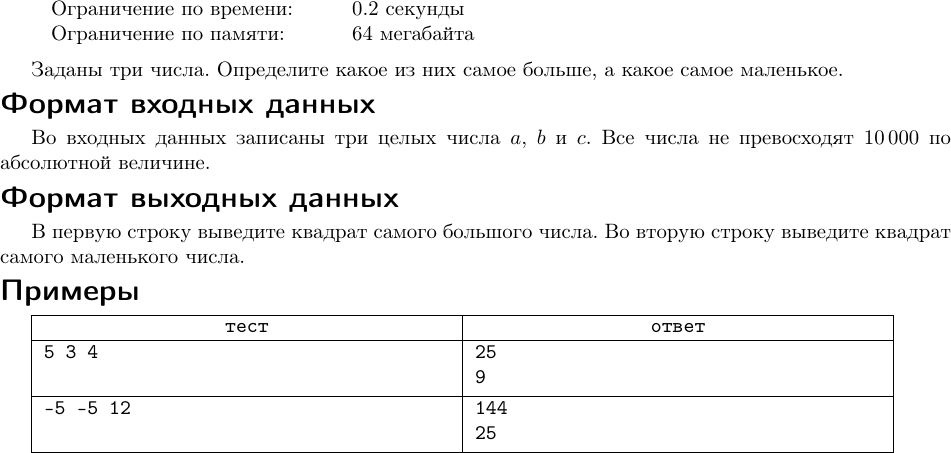 Ограничение по времени: 0.2 секунды
Ограничение по памяти: 64 мегабайта
Заданы три числа. Определите какое из них самое больше, а какое самое маленькое.
Формат входных данных
Во входных данных записаны три целых числа a, b и c. Все числа не превосходят 10 000 по
абсолютной величине.
Формат выходных данных
В первую строку выведите квадрат самого большого числа. Во вторую строку выведите квадрат
самого маленького числа.
Примеры
тест ответ
5 3 4 25
9
-5 -5 12 144
25